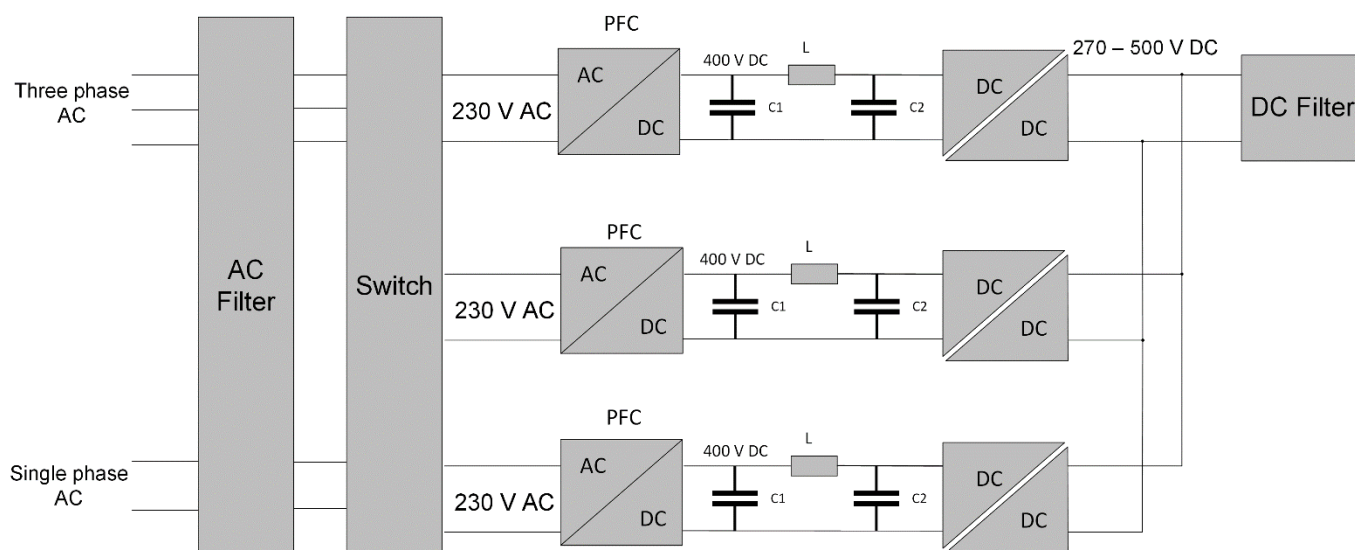 PFC
270 – 500 V DC
400 V DC
L
AC
DC
Three phase
AC
230 V AC
C1
C2
DC
DC
DC Filter
PFC
400 V DC
L
AC
DC
AC
Filter
Switch
230 V AC
C1
C2
DC
DC
PFC
400 V DC
L
AC
DC
Single phase
AC
230 V AC
C1
C2
DC
DC